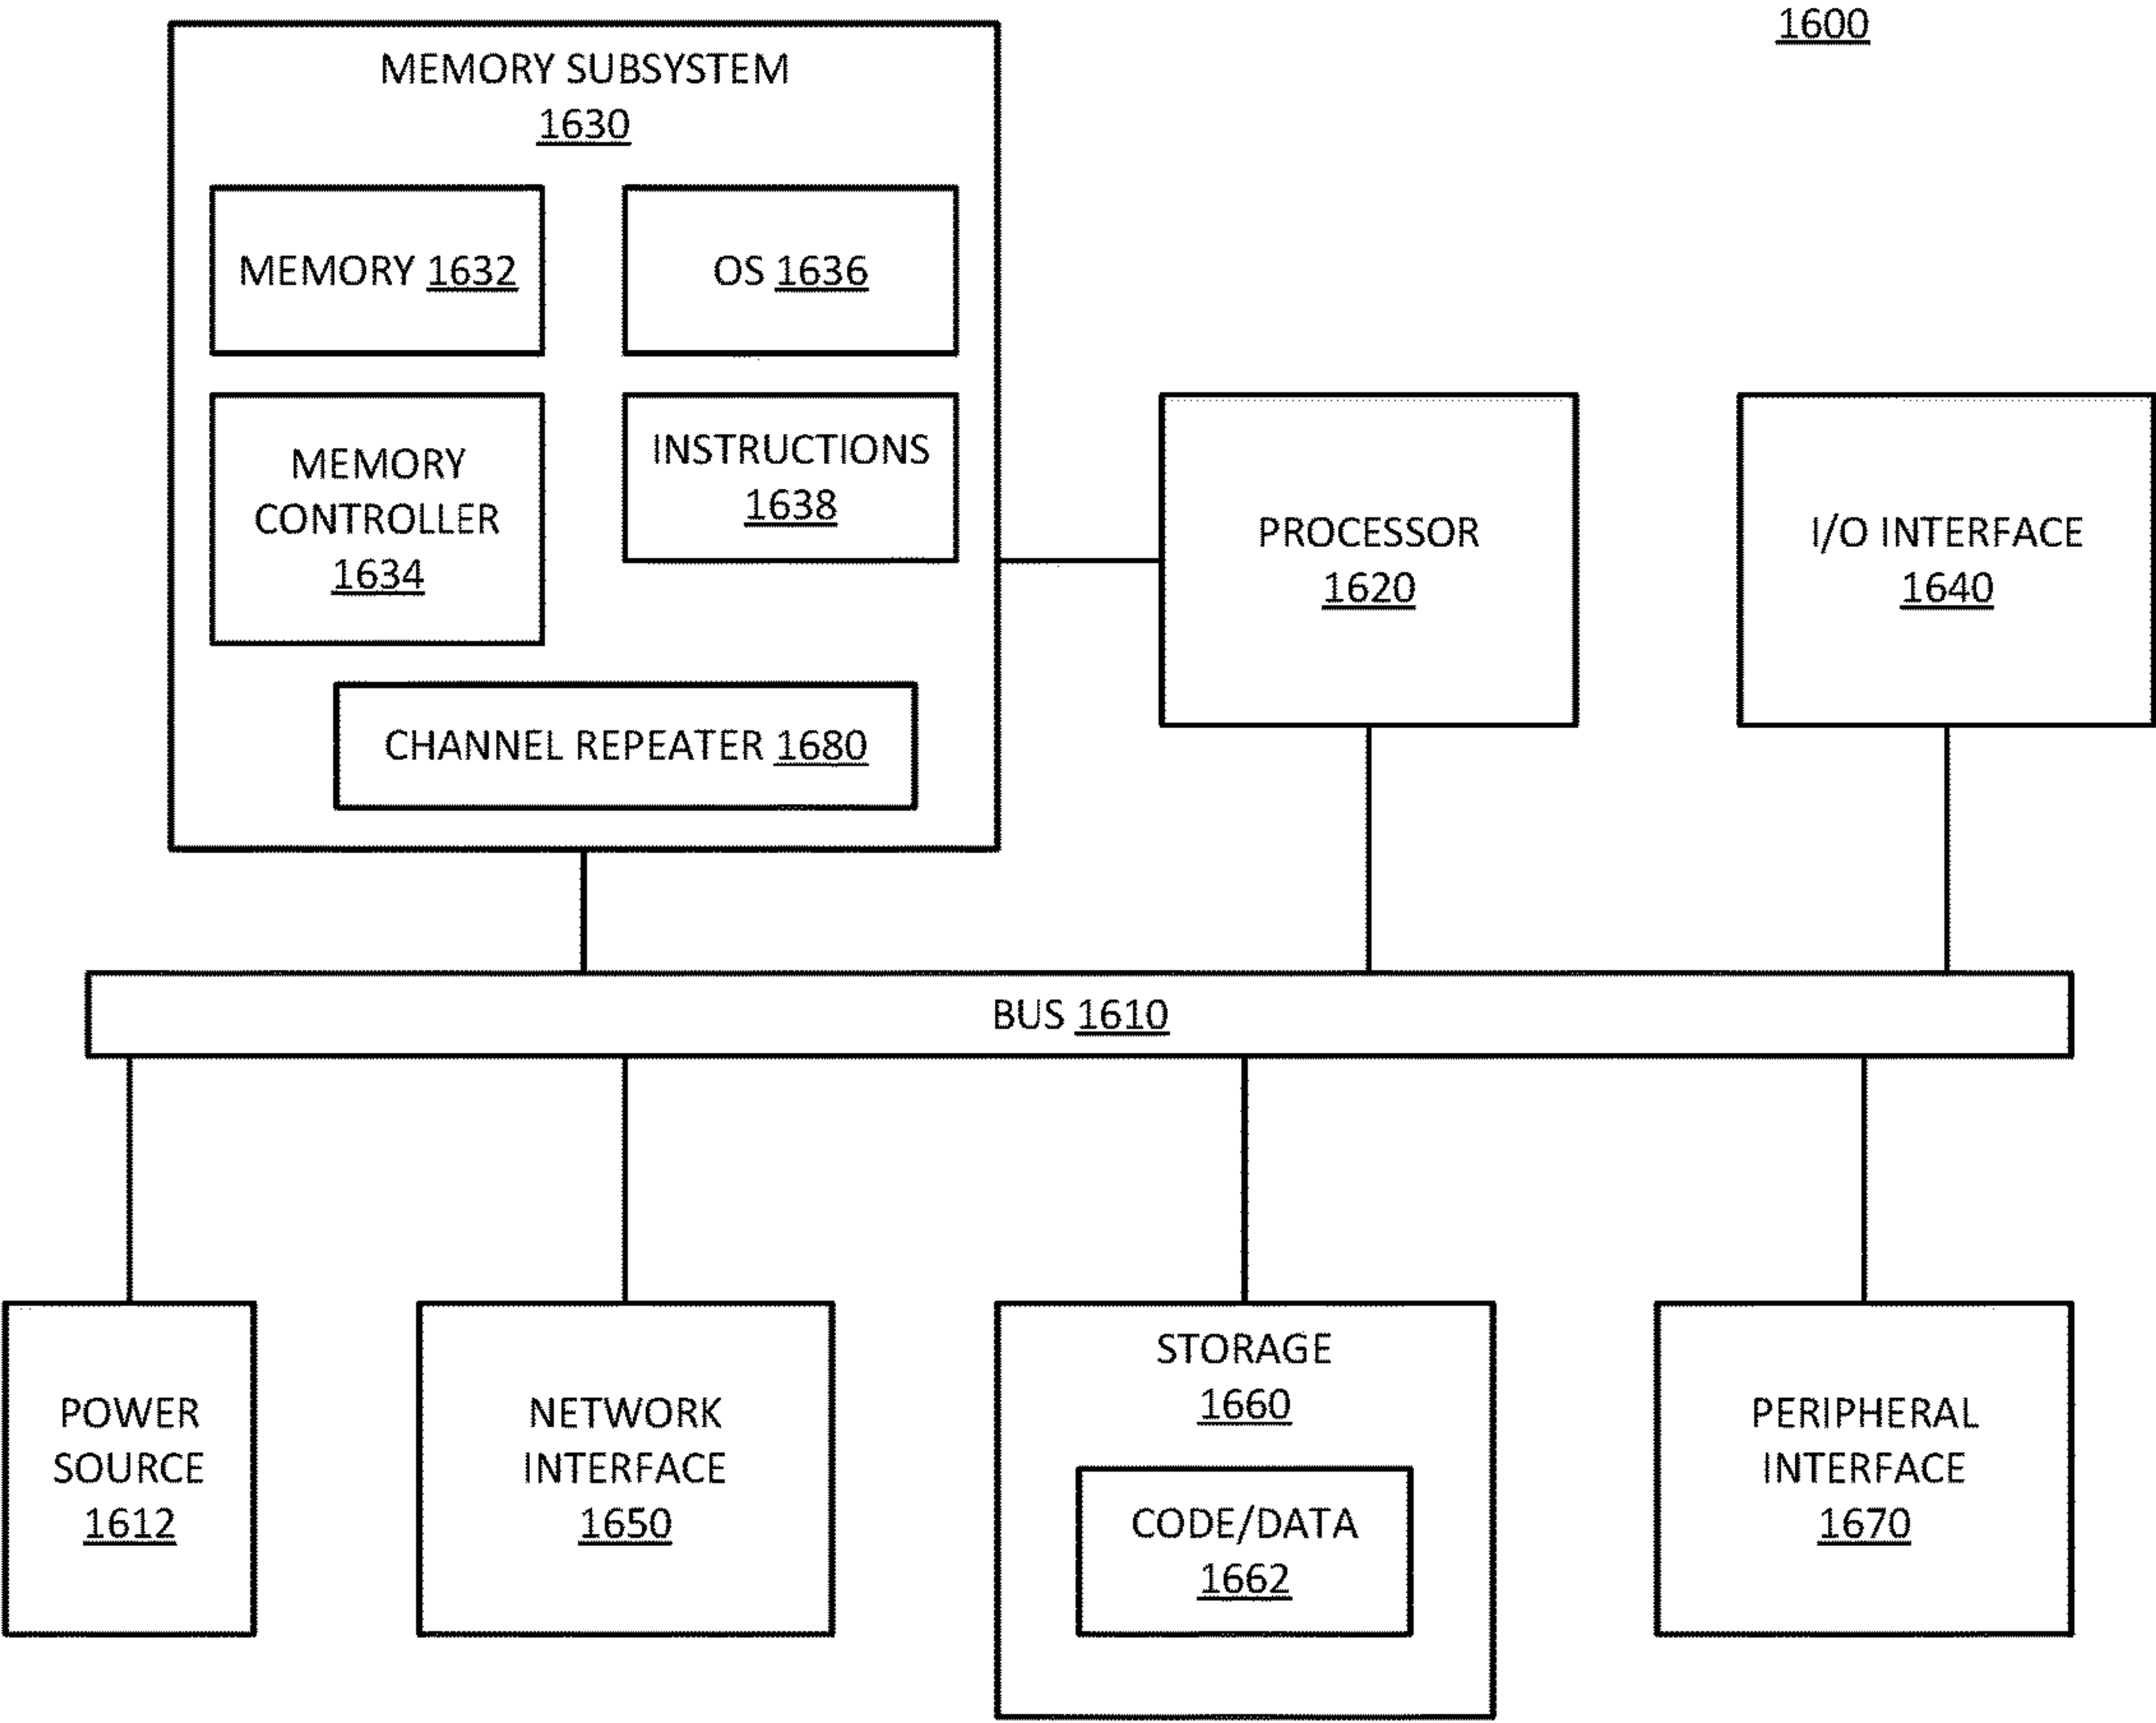 1600
MEMORY SUBSYSTEM
1630
MEMORY 1632
OS 1636
MEMORY
CONTROLLER
1634
INSTRUCTIONS
1638
CHANNEL REPEATER 1680
PROCESSOR
1620
I/O INTERFACE
1640
BUS 1610
POWER
SOURCE
1612
NETWORK
INTERFACE
1650
STORAGE
1660
CODE/DATA
1662
PERIPHERAL
INTERFACE
1670